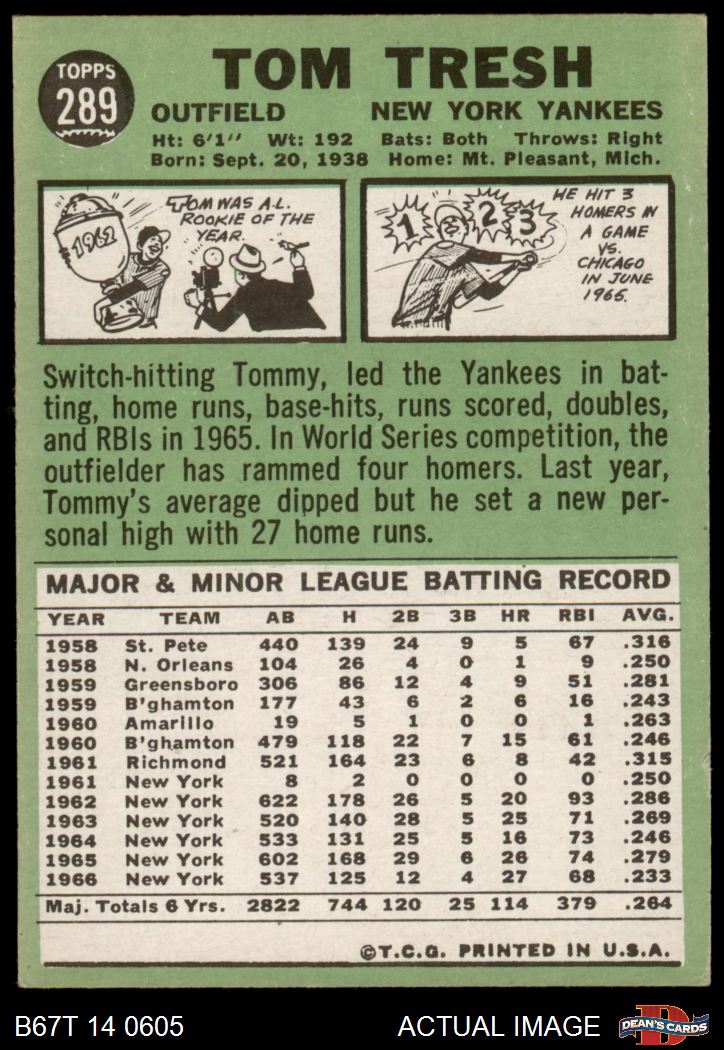 TOPPS
289
TOM TRESH
OUTFIELD NEW YORK YANKEES
Ht: 6'1" Wt: 192 Bats: Both Throws: Right
Born: Sept. 20, 1938 Home: Mt. Pleasant, Mich.
1962
TOM WAS A.L.
ROOKIE OF THE
YEAR.
1 2 3
HE HIT 3
HOMERS IN
A GAME
VS.
CHICAGO
IN JUNE
1965.
Switch-hitting Tommy, led the Yankees in bat-
ting, home runs, base-hits, runs scored, doubles,
and RBIs in 1965. In World Series competition, the
outfielder has rammed four homers. Last year,
Tommy's average dipped but he set a new per-
sonal high with 27 home runs.
MAJOR & MINOR LEAGUE BATTING RECORD
YEAR TEAM AB H 2B 3B HR RBI AVG.
1958 St. Pete 440 139 24 9 5 67 .316
1958 N. Orleans 104 26 4 0 1 9 .250
1959 Greensboro 306 86 12 4 9 51 .281
1959 B'ghamton 177 43 6 2 6 16 .243
1960 Amarillo 19 5 1 0 0 1 .263
1960 B'ghamton 479 118 22 7 15 61 .246
1961 Richmond 521 164 23 6 8 42 .315
1961 New York 8 2 0 0 0 0 .250
1962 New York 622 178 26 5 20 93 .286
1963 New York 520 140 28 5 25 71 .269
1964 New York 533 131 25 5 16 73 .246
1965 New York 602 168 29 6 26 74 .279
1966 New York 537 125 12 4 27 68 .233
Maj. Totals 6 Yrs. 2822 744 120 25 114 379 .264
©T.C.G. PRINTED IN U.S.A.
B67T 14 0605 ACTUAL IMAGE
D
DEAN'S CARDS